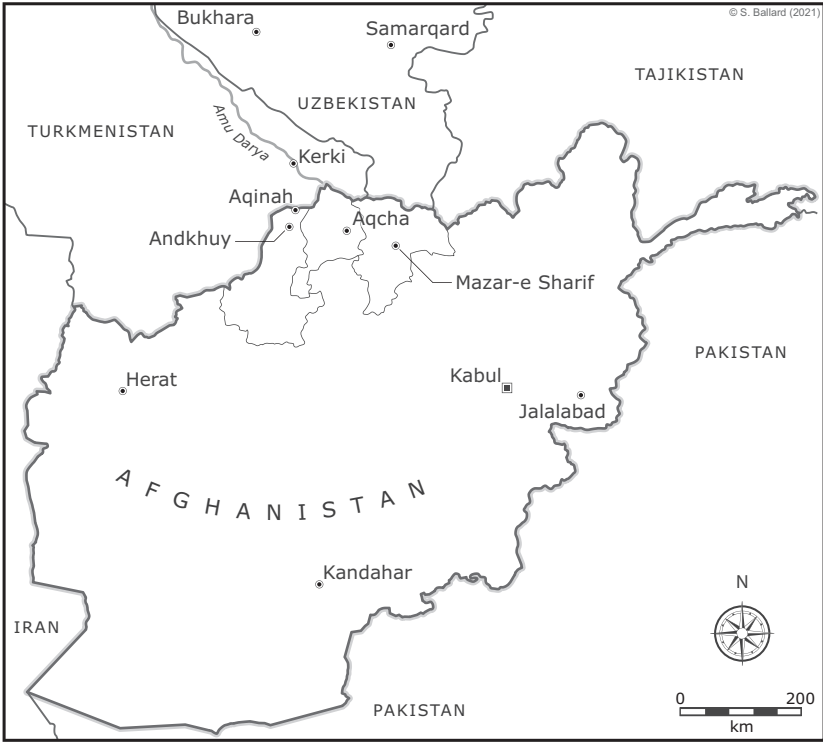 © S. Ballard (2021)
Bukhara
Samarqard
TAJIKISTAN
UZBEKISTAN
TURKMENISTAN
Amu Darya
Kerki
Aqinah
Aqcha
Andkhuy
Mazar-e Sharif
PAKISTAN
Herat
Kabul
Jalalabad
AFGHANISTAN
Kandahar
N
IRAN
0 200
PAKISTAN
km